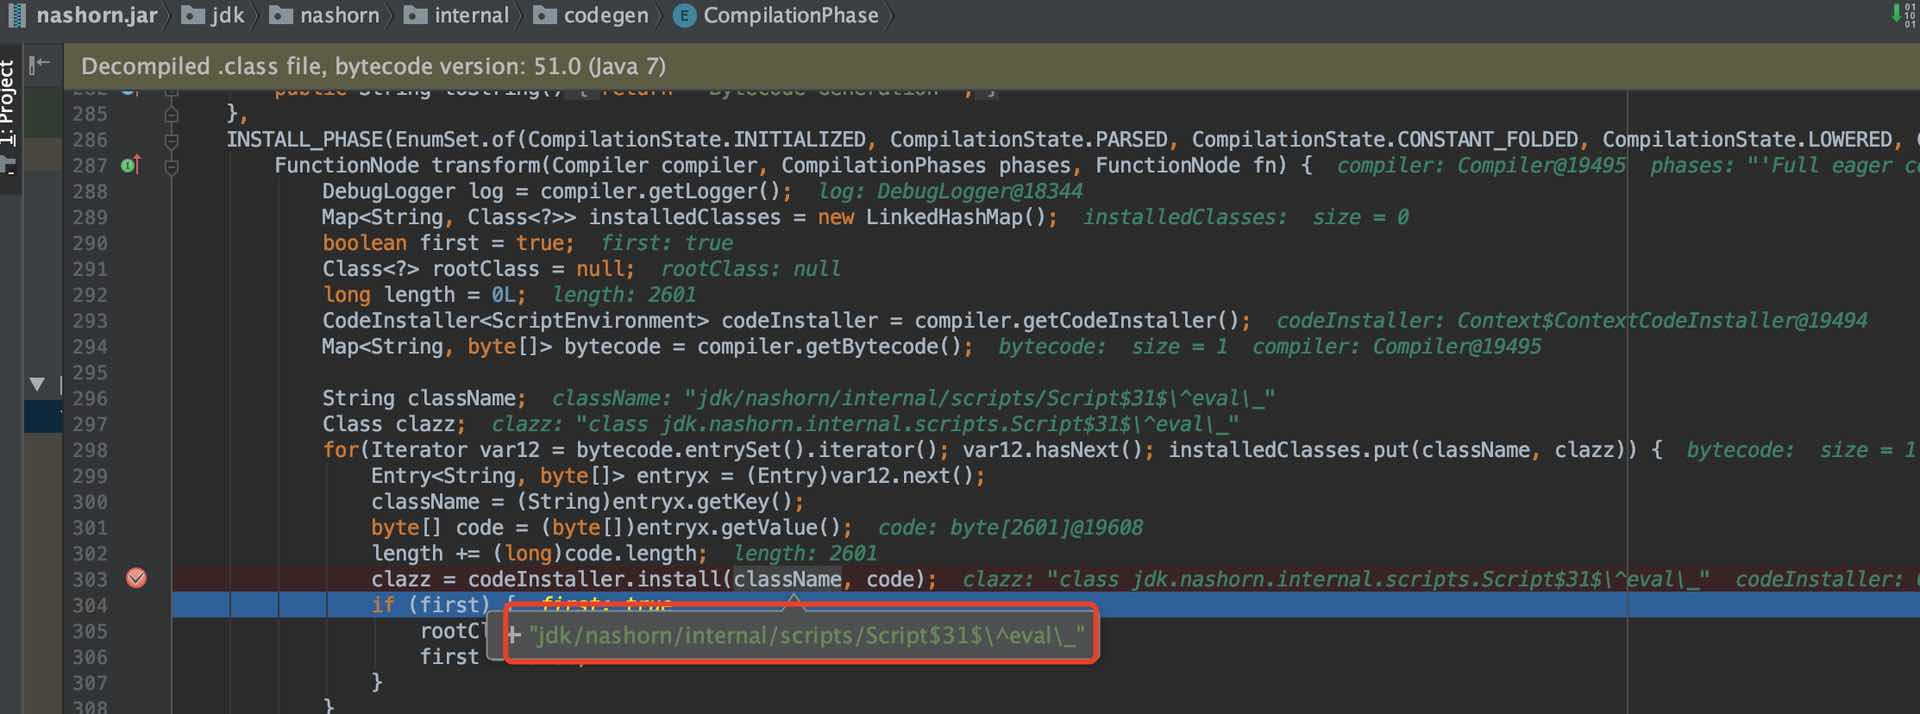 nashorn.jar jdk nashorn internal codegen CompilationPhase
1: Project
Decompiled .class file, bytecode version: 51.0 (Java 7)
285 },
286 INSTALL_PHASE(EnumSet.of(CompilationState.INITIALIZED, CompilationState.PARSED, CompilationState.CONSTANT_FOLDED, CompilationState.LOWERED,
287 FunctionNode transform(Compiler compiler, CompilationPhases phases, FunctionNode fn) { compiler: Compiler@19495 phases: "'Full eager c
288 DebugLogger log = compiler.getLogger(); log: DebugLogger@18344
289 Map<String, Class<?>> installedClasses = new LinkedHashMap(); installedClasses: size = 0
290 boolean first = true; first: true
291 Class<?> rootClass = null; rootClass: null
292 long length = 0L; length: 2601
293 CodeInstaller<ScriptEnvironment> codeInstaller = compiler.getCodeInstaller(); codeInstaller: Context$ContextCodeInstaller@19494
294 Map<String, byte[]> bytecode = compiler.getBytecode(); bytecode: size = 1 compiler: Compiler@19495
295
296 String className; className: "jdk/nashorn/internal/scripts/Script$31$\^eval\_"
297 Class clazz; clazz: "class jdk.nashorn.internal.scripts.Script$31$\^eval\_"
298 for(Iterator var12 = bytecode.entrySet().iterator(); var12.hasNext(); installedClasses.put(className, clazz)) { bytecode: size = 1
299 Entry<String, byte[]> entryx = (Entry)var12.next();
300 className = (String)entryx.getKey();
301 byte[] code = (byte[])entryx.getValue(); code: byte[2601]@19608
302 length += (long)code.length; length: 2601
303 clazz = codeInstaller.install(className, code); clazz: "class jdk.nashorn.internal.scripts.Script$31$\^eval\_" codeInstaller:
304 if (first) { first: true
305 rootCl
+ "jdk/nashorn/internal/scripts/Script$31$\^eval\_"
306 first
307 }
308 }